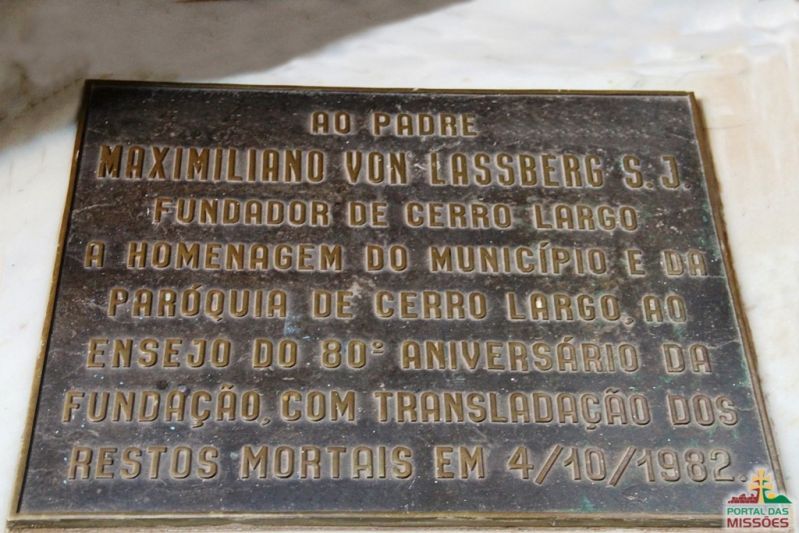 AO PADRE
MAXIMILIANO VON LASSBERG S.J.
FUNDADOR DE CERRO LARGO
A HOMENAGEM DO MUNICÍPIO E DA
PARÓQUIA DE CERRO LARGO, AO
ENSEJO DO 80º ANIVERSÁRIO DA
FUNDAÇÃO, COM TRANSLADAÇÃO DOS
RESTOS MORTAIS EM 4/10/1982.
PORTAL DAS
MISSÕES